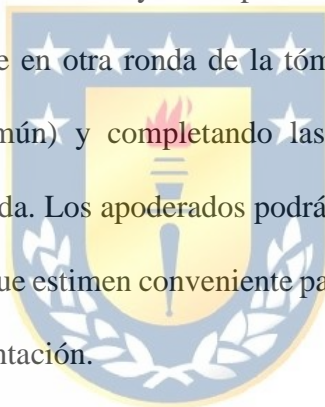 e en otra ronda de la tóm
mún) y completando las
da. Los apoderados podrá
ue estimen conveniente pa
ntación.